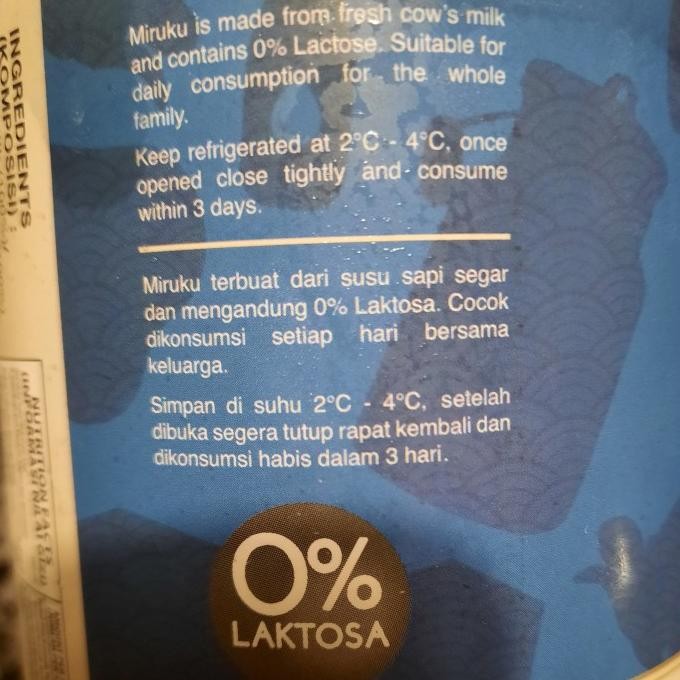 Miruku is made from fresh cow's milk
and contains 0% Lactose. Suitable for
daily consumption for the whole
family.
Keep refrigerated at 2°C - 4°C, once
opened close tightly and consume
within 3 days.
Miruku terbuat dari susu sapi segar
dan mengandung 0% Laktosa. Cocok
dikonsumsi setiap hari bersama
keluarga.
Simpan di suhu 2°C - 4°C, setelah
dibuka segera tutup rapat kembali dan
dikonsumsi habis dalam 3 hari.
0%
LAKTOSA
INGREDIENTS
(KOMPOSISI) :
NUTRITION FACTS